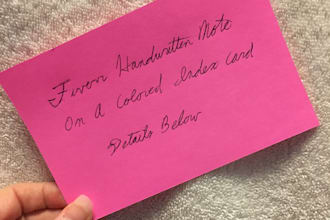 Fiverr Handwritten Note
On A Colored Index Card
Details Below